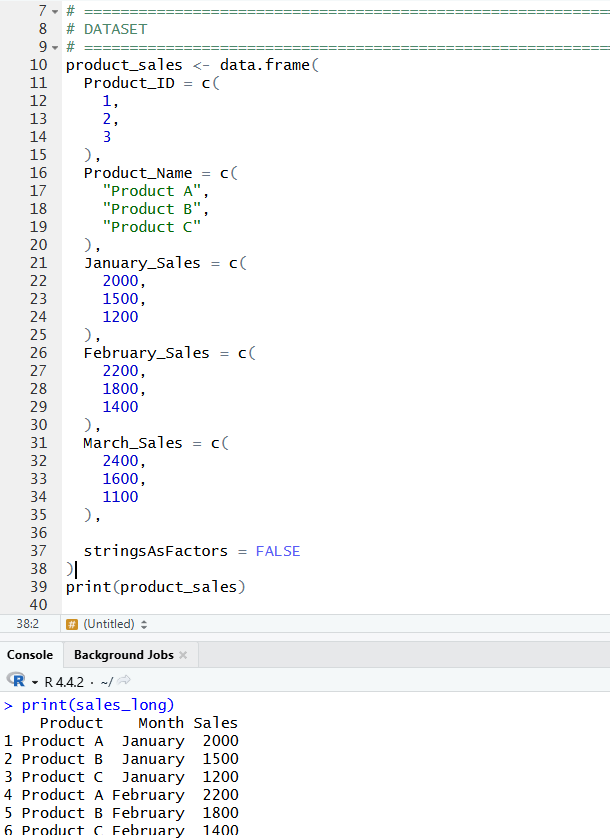 7 # ==========================================================
8 # DATASET
9 # ==========================================================
10 product_sales <- data.frame(
11   Product_ID = c(
12     1,
13     2,
14     3
15   ),
16   Product_Name = c(
17     "Product A",
18     "Product B",
19     "Product C"
20   ),
21   January_Sales = c(
22     2000,
23     1500,
24     1200
25   ),
26   February_Sales = c(
27     2200,
28     1800,
29     1400
30   ),
31   March_Sales = c(
32     2400,
33     1600,
34     1100
35   ),
36
37   stringsAsFactors = FALSE
38 )
39 print(product_sales)
40
38:2 # (Untitled)
Console Background Jobs
R R 4.4.2 · ~/
> print(sales_long)
    Product    Month Sales
1 Product A  January  2000
2 Product B  January  1500
3 Product C  January  1200
4 Product A February  2200
5 Product B February  1800
6 Product C February  1400